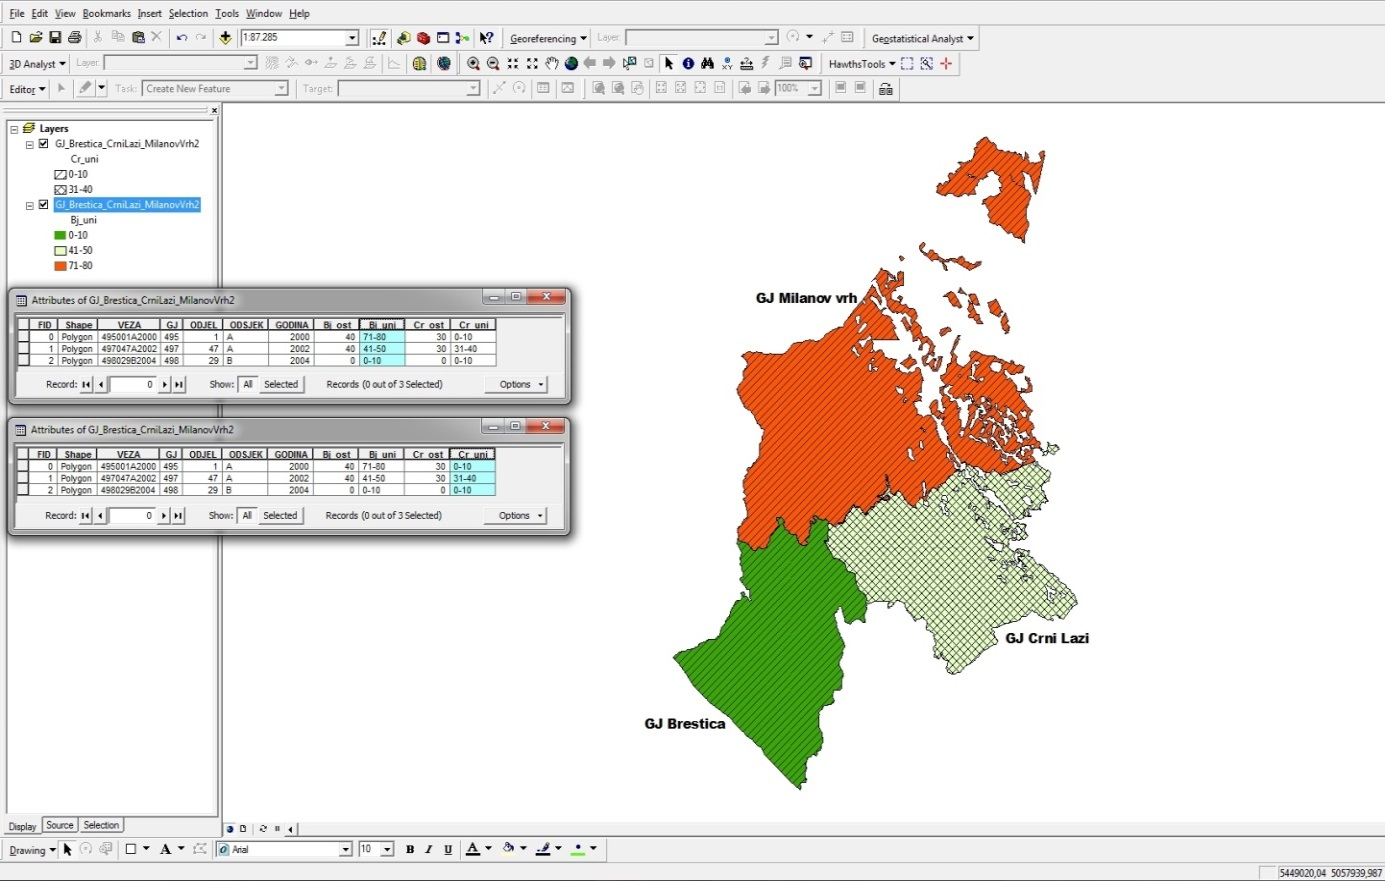 File Edit View Bookmarks Insert Selection Tools Window Help
1:87.285 Georeferencing Layer: Geostatistical Analyst
3D Analyst Layer: HawthsTools
Editor Task: Create New Feature Target: 100%
Layers
GJ_Brestica_CrniLazi_MilanovVrh2
Cr_uni
0-10
31-40
GJ_Brestica_CrniLazi_MilanovVrh2
Bj_uni
0-10
41-50
71-80
Attributes of GJ_Brestica_CrniLazi_MilanovVrh2
FID Shape VEZA GJ ODJEL ODSJEK GODINA Bj_ost Bj_uni Cr_ost Cr_uni
0 Polygon 495001A2000 495 1 A 2000 40 71-80 30 0-10
1 Polygon 497047A2002 497 47 A 2002 40 41-50 30 31-40
2 Polygon 498029B2004 498 29 B 2004 0 0-10 0 0-10
Record: 0 Show: All Selected Records (0 out of 3 Selected) Options
Attributes of GJ_Brestica_CrniLazi_MilanovVrh2
FID Shape VEZA GJ ODJEL ODSJEK GODINA Bj_ost Bj_uni Cr_ost Cr_uni
0 Polygon 495001A2000 495 1 A 2000 40 71-80 30 0-10
1 Polygon 497047A2002 497 47 A 2002 40 41-50 30 31-40
2 Polygon 498029B2004 498 29 B 2004 0 0-10 0 0-10
Record: 0 Show: All Selected Records (0 out of 3 Selected) Options
GJ Milanov vrh
GJ Crni Lazi
GJ Brestica
Display Source Selection
Drawing A Arial 10 B I U A
5449020,04 5057939,987